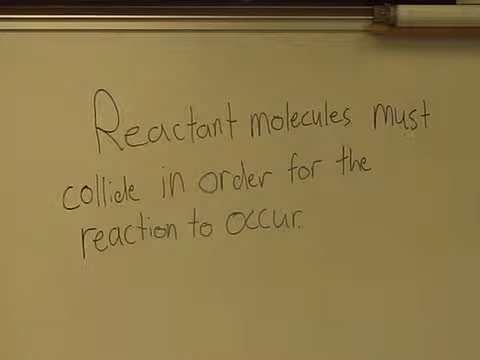 Reactant molecules must
collide in order for the
reaction to occur.